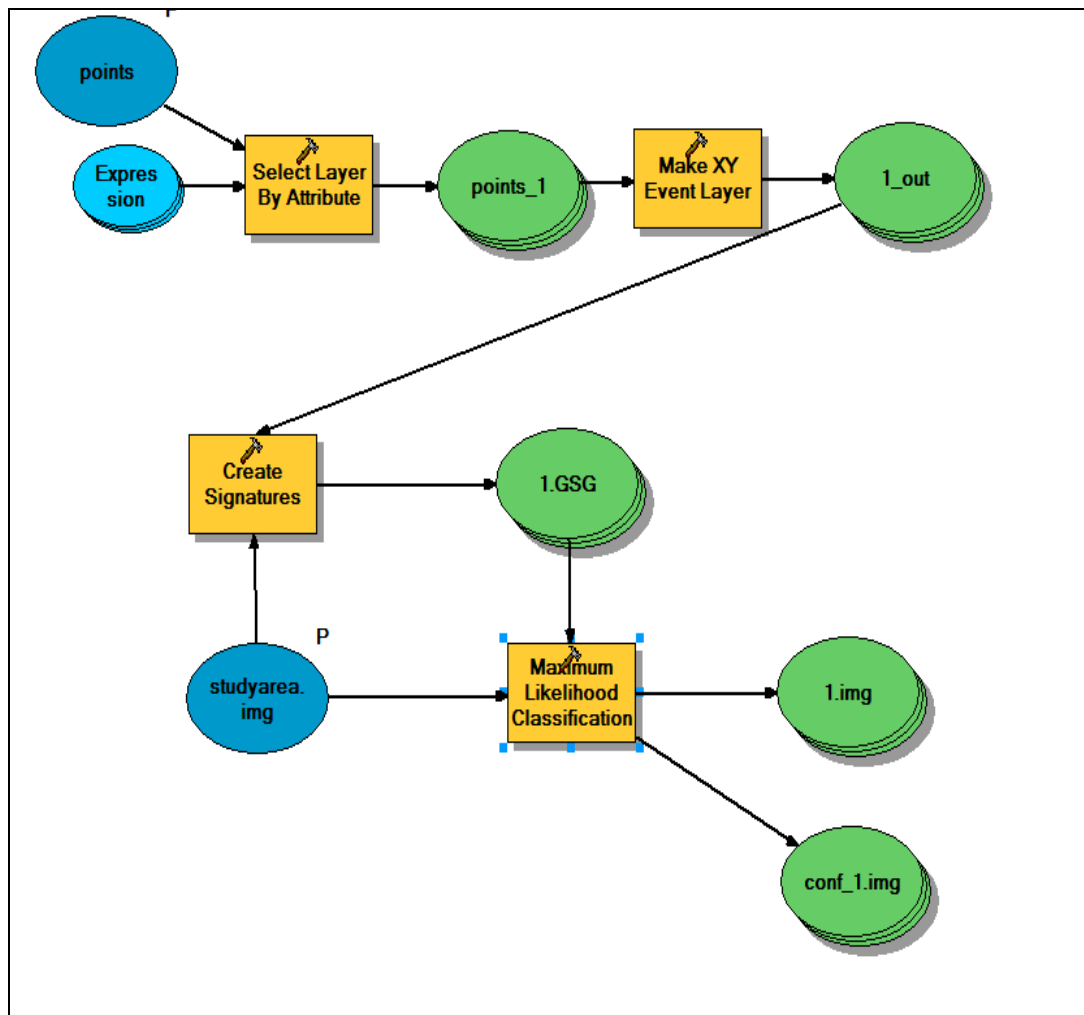 points
Expres
sion
Select Layer
By Attribute
points_1
Make XY
Event Layer
1_out
Create
Signatures
1.GSG
P
studyarea.
img
Maximum
Likelihood
Classification
1.img
conf_1.img